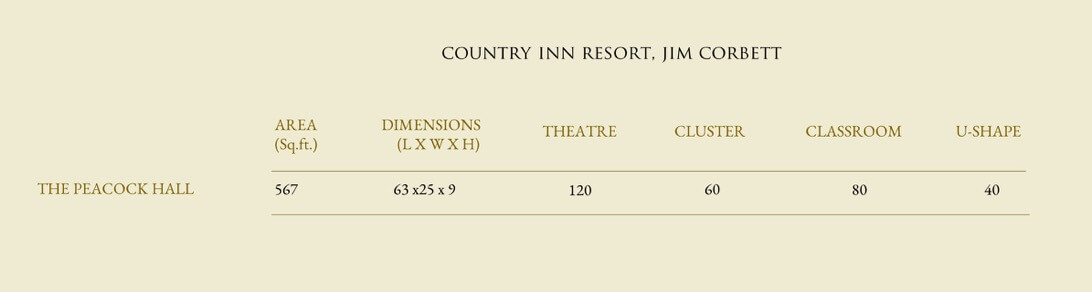 COUNTRY INN RESORT, JIM CORBETT
AREA (Sq.ft.) DIMENSIONS (L X W X H) THEATRE CLUSTER CLASSROOM U-SHAPE
THE PEACOCK HALL 567 63 x25 x 9 120 60 80 40